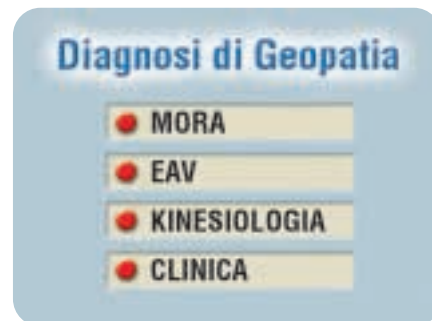 Diagnosi di Geopatia
MORA
EAV
KINESIOLOGIA
CLINICA